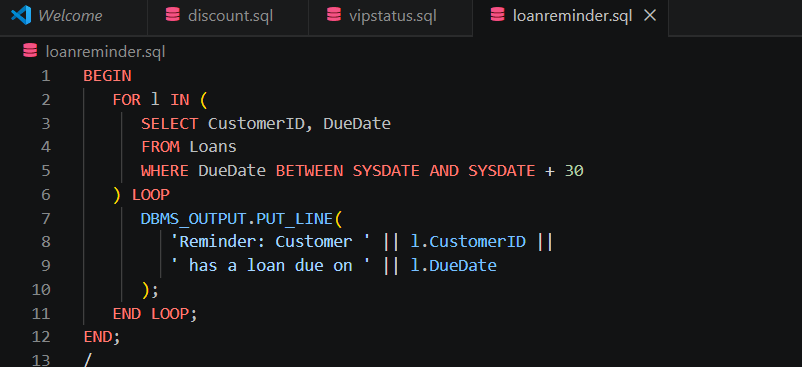 Welcome discount.sql vipstatus.sql loanreminder.sql
loanreminder.sql
1 BEGIN
2 FOR l IN (
3 SELECT CustomerID, DueDate
4 FROM Loans
5 WHERE DueDate BETWEEN SYSDATE AND SYSDATE + 30
6 ) LOOP
7 DBMS_OUTPUT.PUT_LINE(
8 'Reminder: Customer ' || l.CustomerID ||
9 ' has a loan due on ' || l.DueDate
10 );
11 END LOOP;
12 END;
13 /